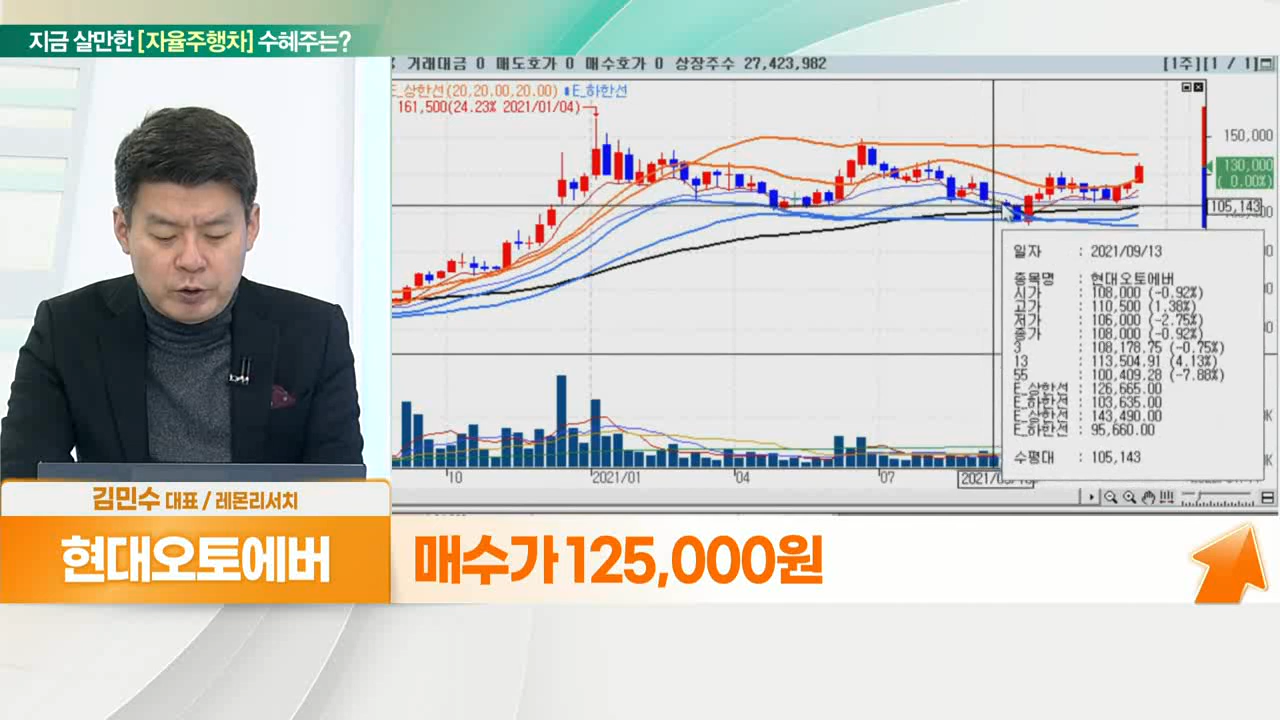 지금 살만한 [자율주행차] 수혜주는?
거래대금 0 매도호가 0 매수호가 0 상장주수 27,423,982
[1주][1 / 1]
E_상한선(20,20.00,20.00) E_하한선
161,500(24.23% 2021/01/04)
150,000
130,000
( 0.00%)
105,143
일자 : 2021/09/13
종목명 : 현대오토에버
시가 : 108,000 (-0.92%)
고가 : 110,500 (1.38%)
저가 : 106,000 (-2.75%)
종가 : 108,000 (-0.92%)
3 : 108,178.75 (-0.75%)
13 : 113,504.91 (4.13%)
55 : 100,409.28 (-7.88%)
E_상한선 : 126,665.00
E_하한선 : 103,635.00
E_상한선 : 143,490.00
E_하한선 : 95,660.00
수평대 : 105,143
10 2021/01 04 07
김민수 대표 / 레몬리서치
현대오토에버
매수가 125,000원